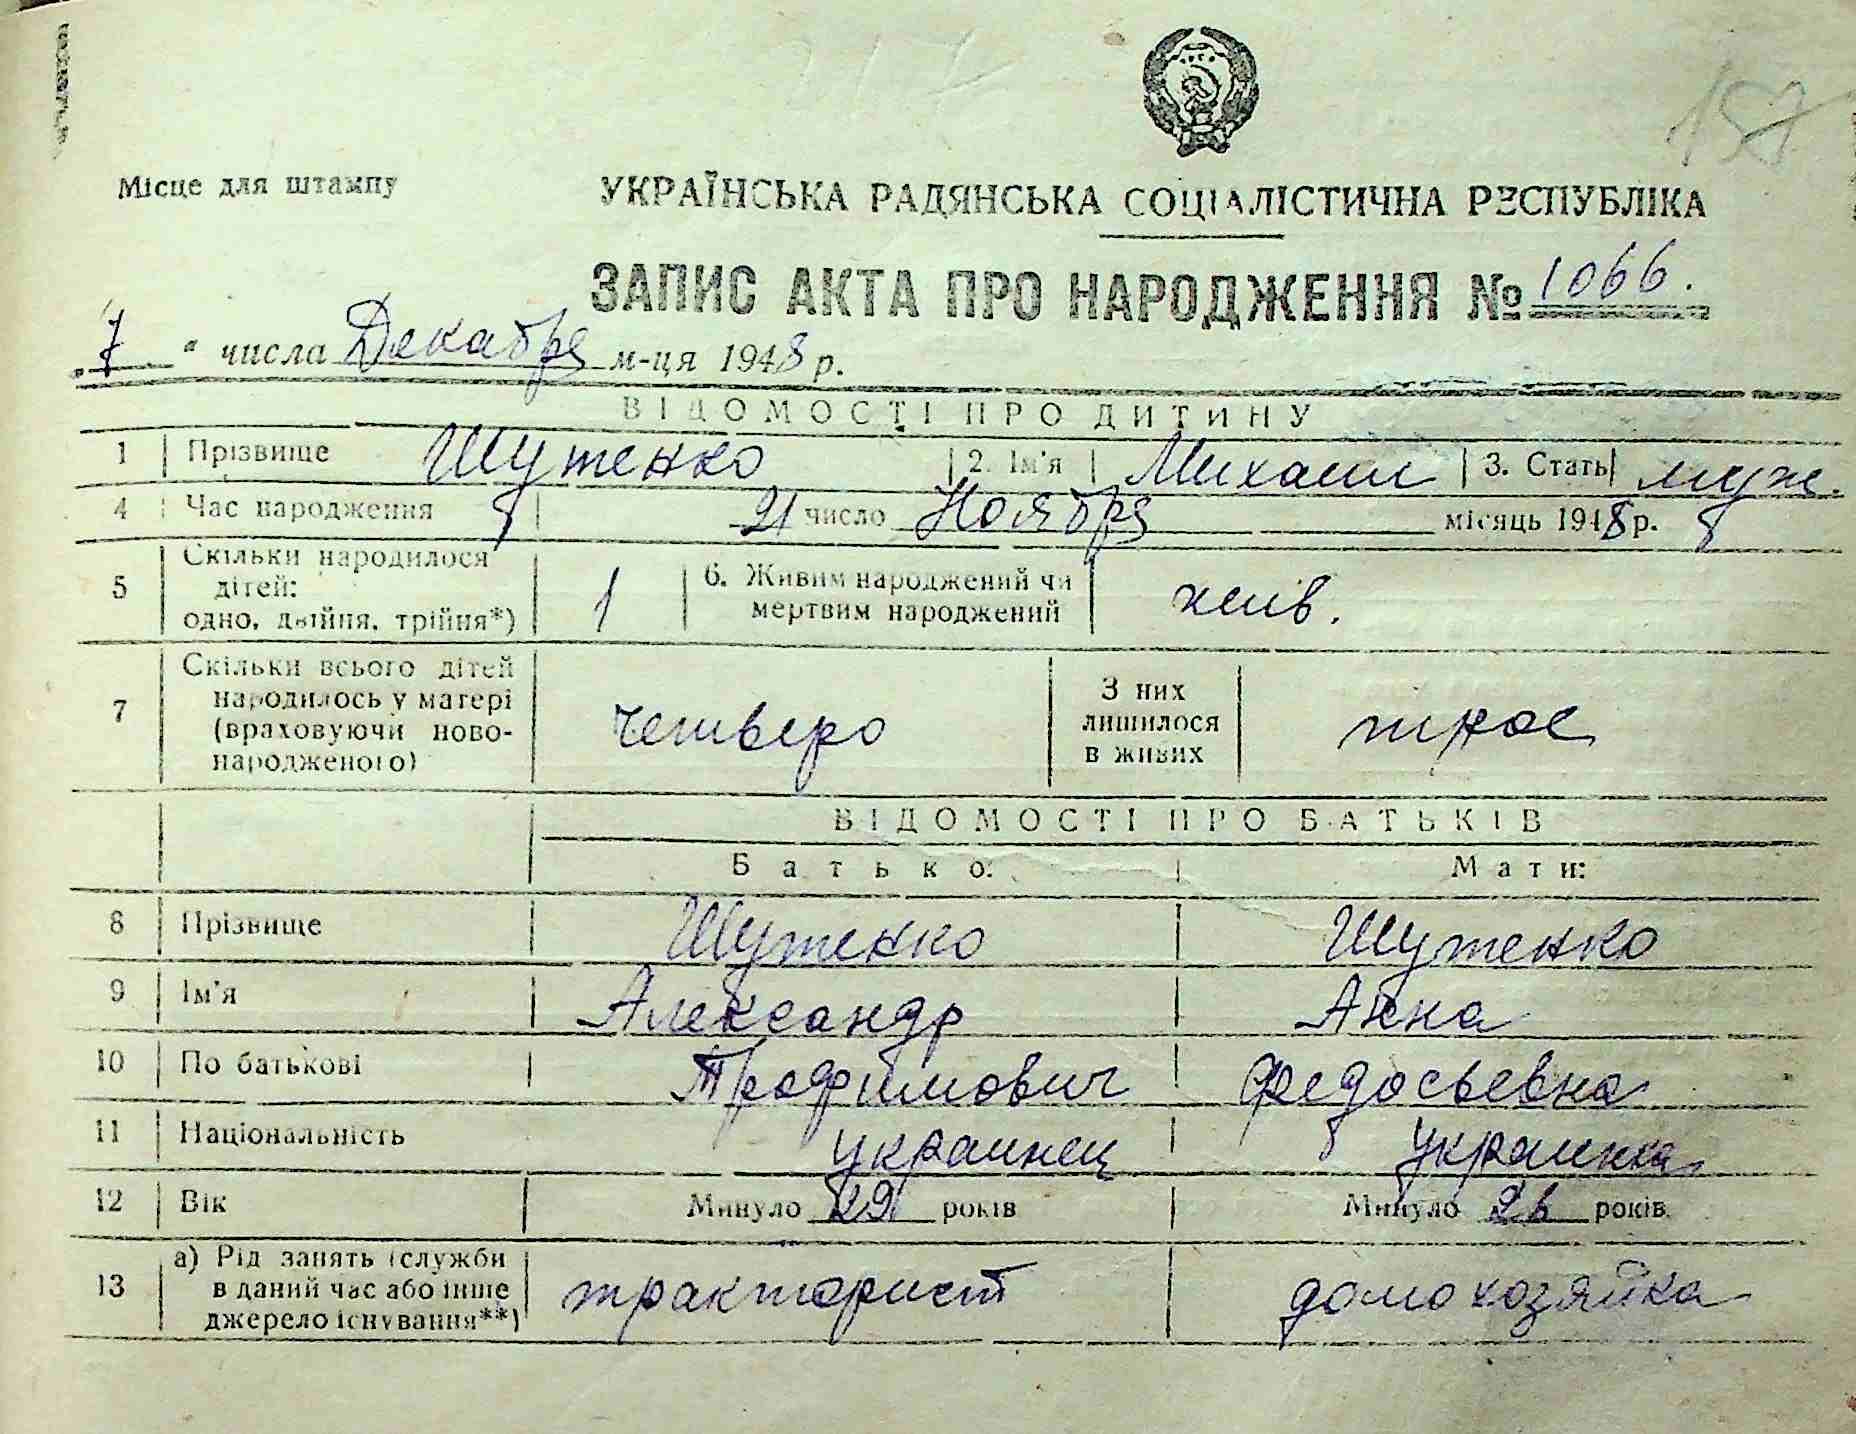 157
Місце для штампу
УКРАЇНСЬКА РАДЯНСЬКА СОЦІАЛІСТИЧНА РЕСПУБЛІКА
ЗАПИС АКТА ПРО НАРОДЖЕННЯ № 1066.
„7" числа Декабря м-ця 1948 р.
ВІДОМОСТІ ПРО ДИТИНУ
1 Прізвище Шутенко 2. Ім'я Михаил 3. Стать муж.
4 Час народження 21 число Ноября місяць 1948 р.
5 Скільки народилося дітей: одно, двійня, трійня*) 1 6. Живим народжений чи мертвим народжений жив.
7 Скільки всього дітей народилось у матері (враховуючи ново-народженого) четверо З них лишилося в живих трое
ВІДОМОСТІ ПРО БАТЬКІВ
Батько: Мати:
8 Прізвище Шутенко Шутенко
9 Ім'я Александр Анна
10 По батькові Трофимович Федосьевна
11 Національність украинец украинка
12 Вік Минуло 29 років Минуло 26 років
13 а) Рід занять (служби в даний час або інше джерело існування**) тракторист домохозяйка